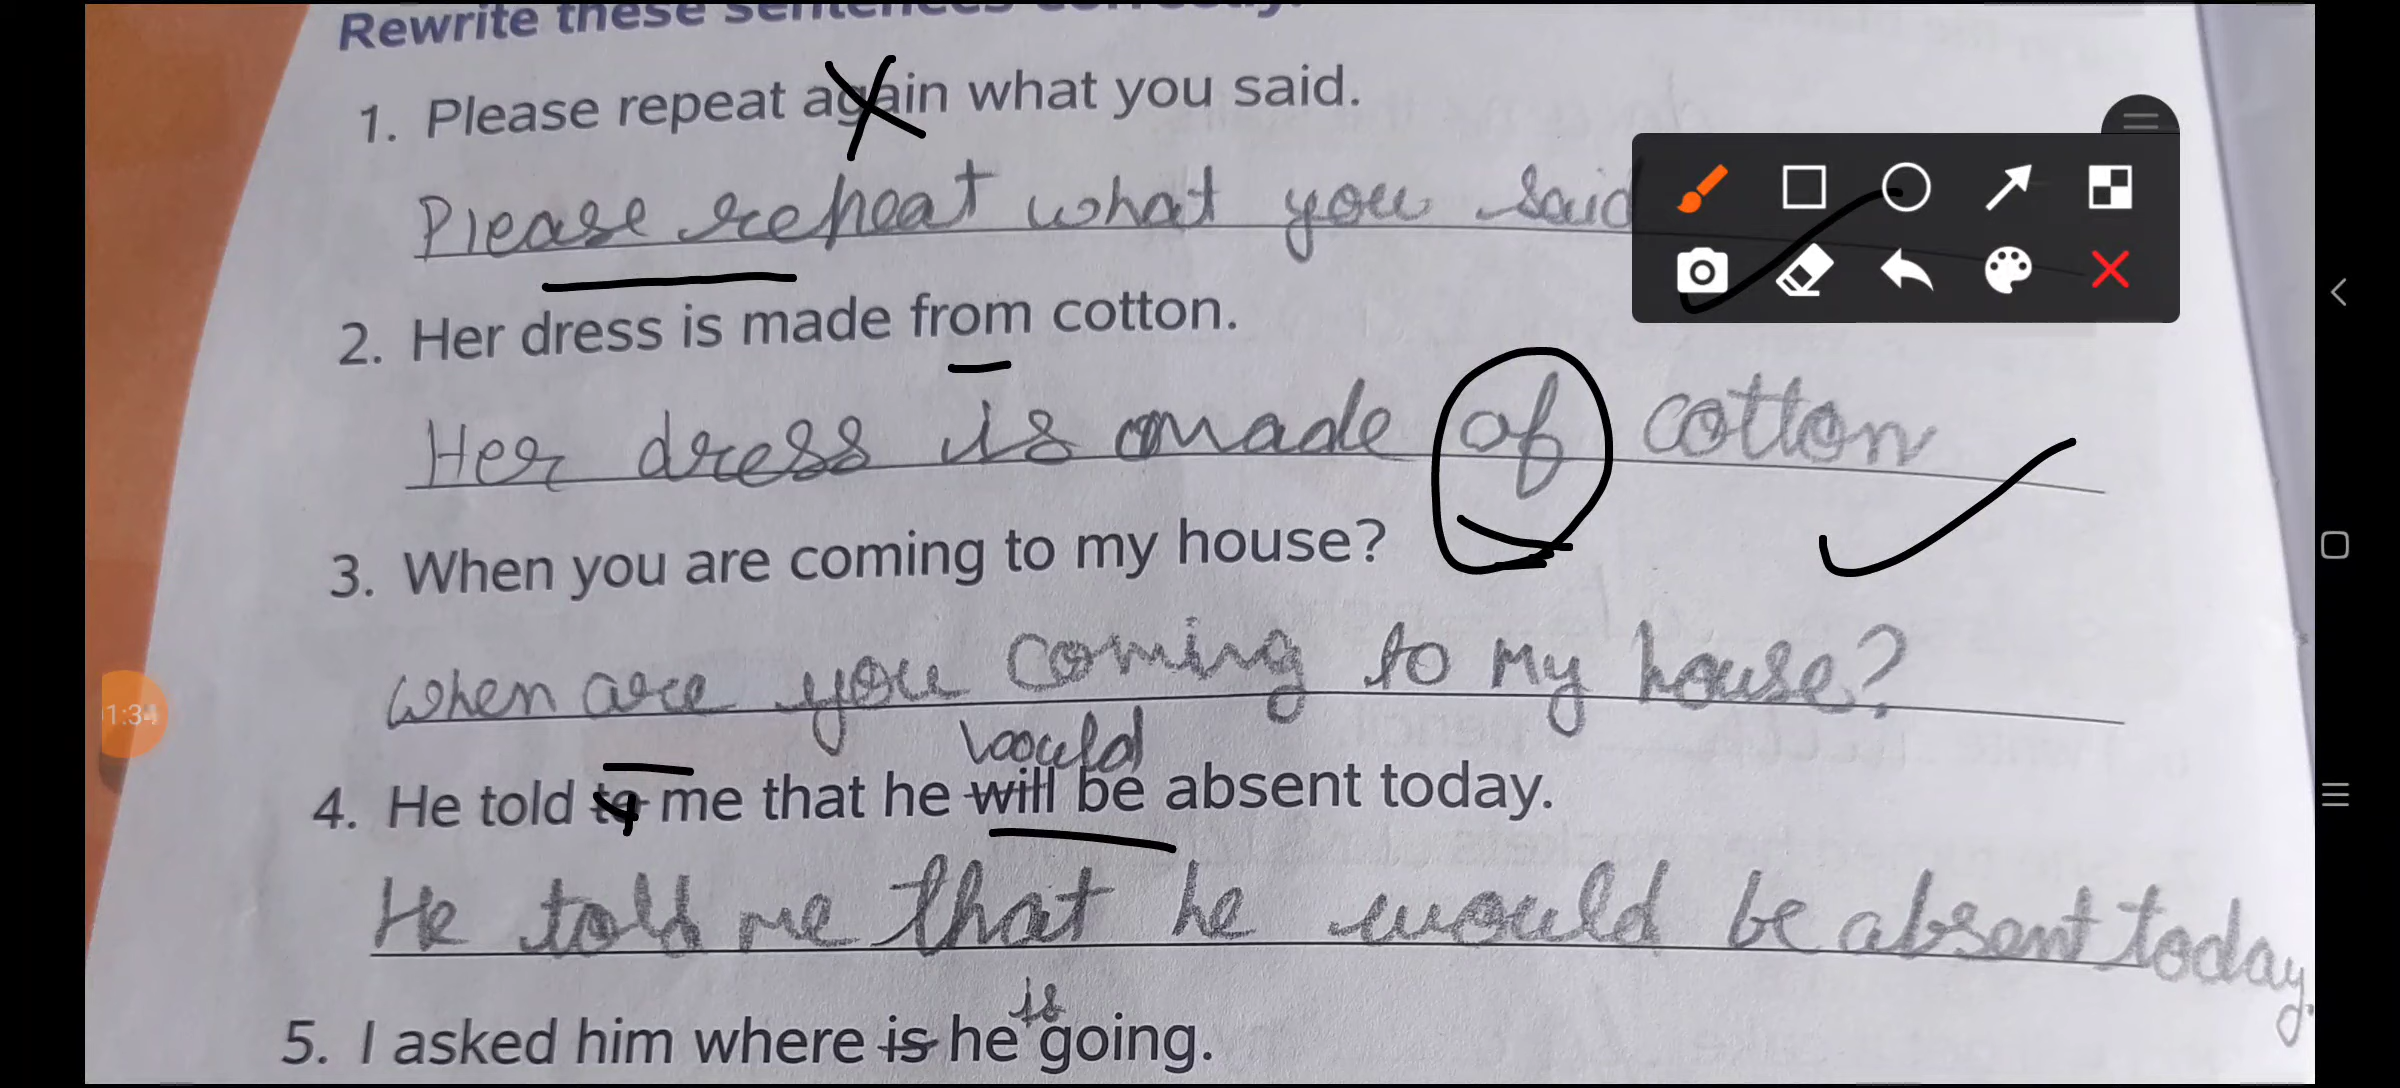 Rewrite these sentences correctly.
1. Please repeat again what you said.
Please repeat what you said
2. Her dress is made from cotton.
Her dress is made of cotton
3. When you are coming to my house?
When are you coming to my house?
would
4. He told to me that he will be absent today.
He told me that he would be absent today.
is
5. I asked him where is he going.
1:34